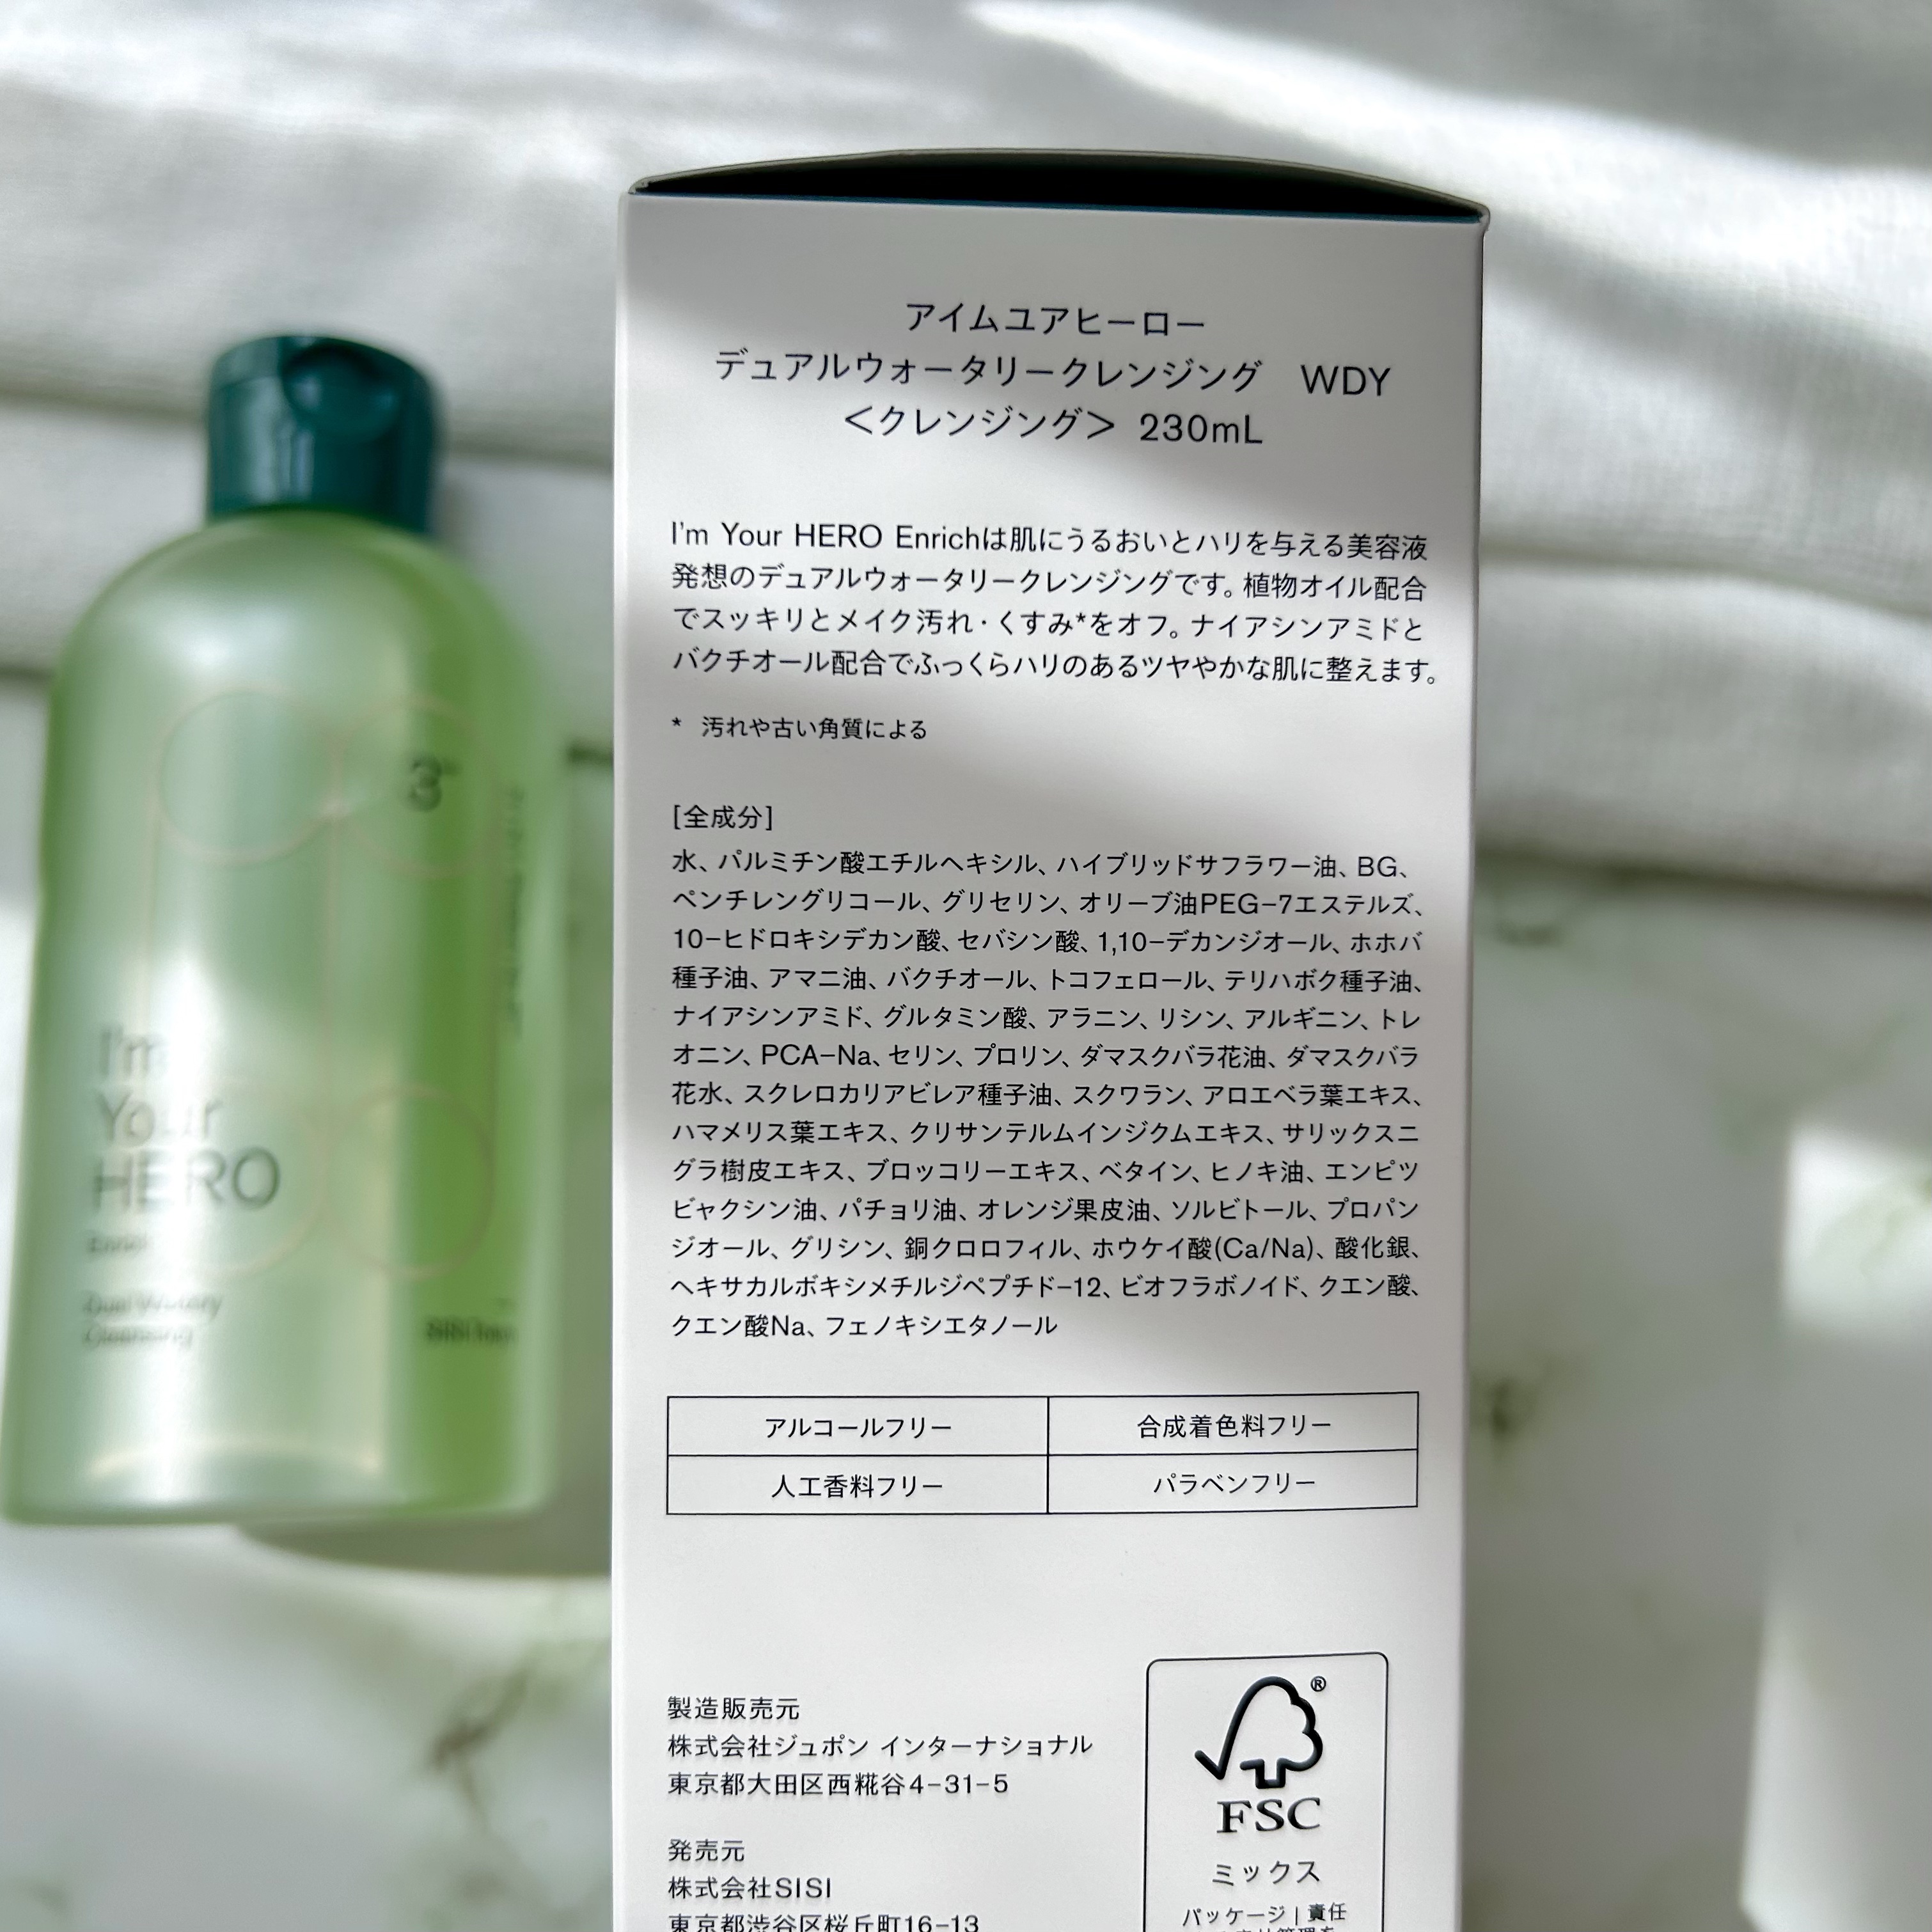 アイムユアヒーロー
デュアルウォータリークレンジング WDY
＜クレンジング＞ 230mL
I'm Your HERO Enrichは肌にうるおいとハリを与える美容液
発想のデュアルウォータリークレンジングです。植物オイル配合
でスッキリとメイク汚れ・くすみ*をオフ。ナイアシンアミドと
バクチオール配合でふっくらハリのあるツヤやかな肌に整えます。
* 汚れや古い角質による
[全成分]
水、パルミチン酸エチルヘキシル、ハイブリッドサフラワー油、BG、
ペンチレングリコール、グリセリン、オリーブ油PEG−7エステルズ、
10−ヒドロキシデカン酸、セバシン酸、1,10−デカンジオール、ホホバ
種子油、アマニ油、バクチオール、トコフェロール、テリハボク種子油、
ナイアシンアミド、グルタミン酸、アラニン、リシン、アルギニン、トレ
オニン、PCA−Na、セリン、プロリン、ダマスクバラ花油、ダマスクバラ
花水、スクレロカリアビレア種子油、スクワラン、アロエベラ葉エキス、
ハマメリス葉エキス、クリサンテルムインジクムエキス、サリックスニ
グラ樹皮エキス、ブロッコリーエキス、ベタイン、ヒノキ油、エンピツ
ビャクシン油、パチョリ油、オレンジ果皮油、ソルビトール、プロパン
ジオール、グリシン、銅クロロフィル、ホウケイ酸(Ca/Na)、酸化銀、
ヘキサカルボキシメチルジペプチド−12、ビオフラボノイド、クエン酸、
クエン酸Na、フェノキシエタノール
アルコールフリー 合成着色料フリー
人工香料フリー パラベンフリー
製造販売元
株式会社ジュポン インターナショナル
東京都大田区西糀谷4−31−5
発売元
株式会社SISI
東京都渋谷区桜丘町16−13
®
FSC
ミックス
パッケージ | 責任
3
I'm
Your
HERO
Enrich
Dual Watery
Cleansing